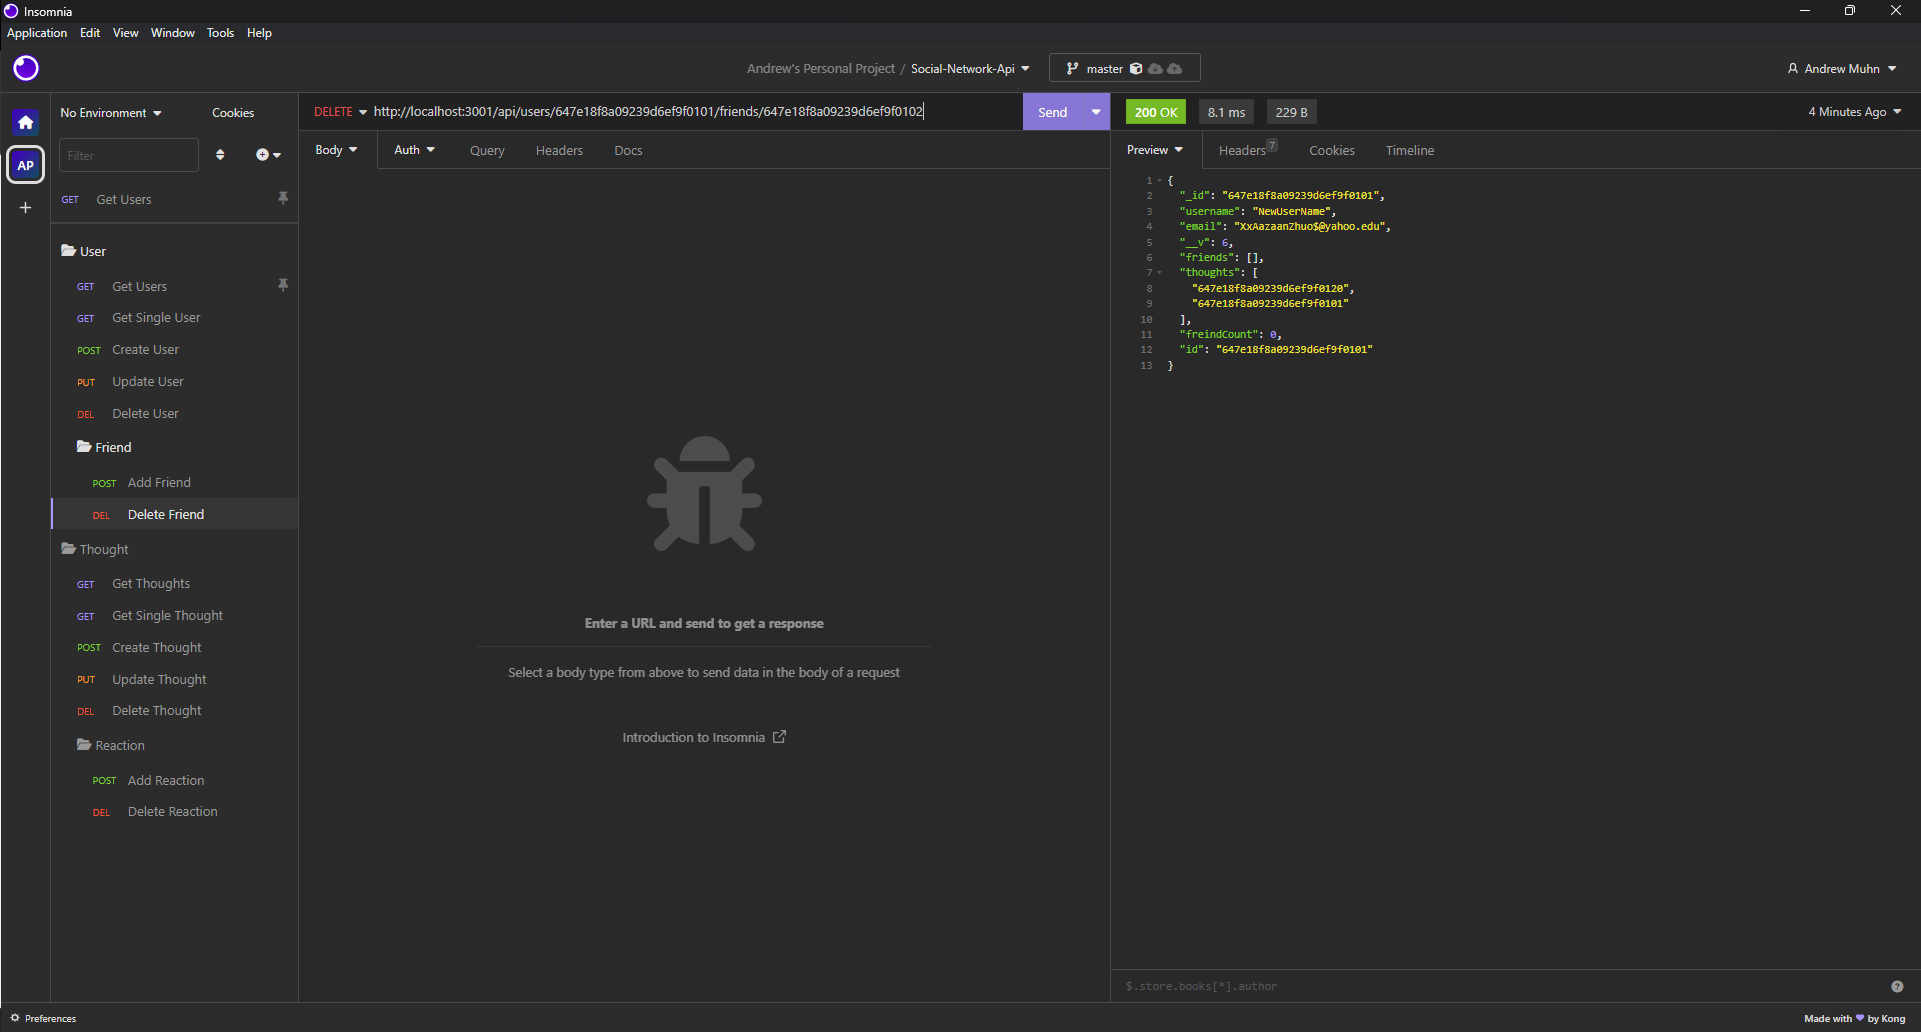 Insomnia
Application Edit View Window Tools Help
Andrew's Personal Project / Social-Network-Api master Andrew Muhn
No Environment Cookies
DELETE http://localhost:3001/api/users/647e18f8a09239d6ef9f0101/friends/647e18f8a09239d6ef9f0102 Send
200 OK 8.1 ms 229 B 4 Minutes Ago
AP
Filter
Body Auth Query Headers Docs
Preview Headers 7 Cookies Timeline
GET Get Users
User
GET Get Users
GET Get Single User
POST Create User
PUT Update User
DEL Delete User
Friend
POST Add Friend
DEL Delete Friend
Thought
GET Get Thoughts
GET Get Single Thought
POST Create Thought
PUT Update Thought
DEL Delete Thought
Reaction
POST Add Reaction
DEL Delete Reaction
Enter a URL and send to get a response
Select a body type from above to send data in the body of a request
Introduction to Insomnia
1 {
2 "_id": "647e18f8a09239d6ef9f0101",
3 "username": "NewUserName",
4 "email": "XxAazaanZhuo$@yahoo.edu",
5 "__v": 6,
6 "friends": [],
7 "thoughts": [
8 "647e18f8a09239d6ef9f0120",
9 "647e18f8a09239d6ef9f0101"
10 ],
11 "freindCount": 0,
12 "id": "647e18f8a09239d6ef9f0101"
13 }
$.store.books[*].author
Preferences
Made with by Kong